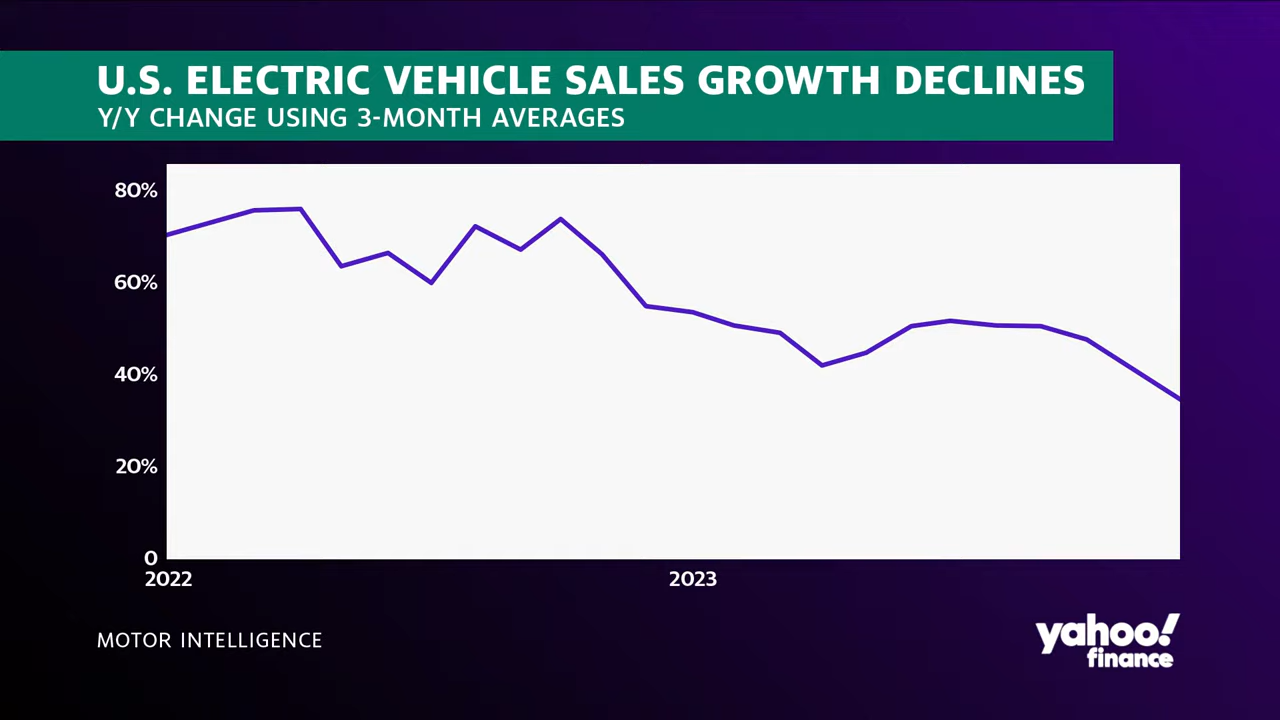 U.S. ELECTRIC VEHICLE SALES GROWTH DECLINES
Y/Y CHANGE USING 3-MONTH AVERAGES
80%
60%
40%
20%
0
2022 2023
MOTOR INTELLIGENCE
yahoo!
finance